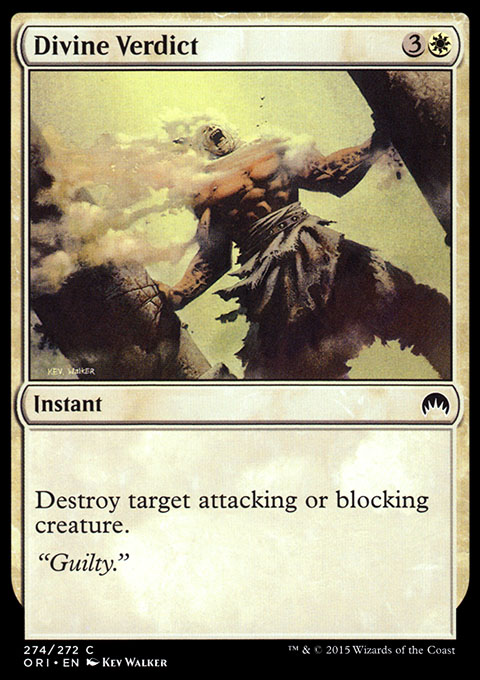 Divine Verdict 3
KEV WALKER
Instant
Destroy target attacking or blocking
creature.
“Guilty.”
274/272 C
ORI • EN KEV WALKER
™ & © 2015 Wizards of the Coast